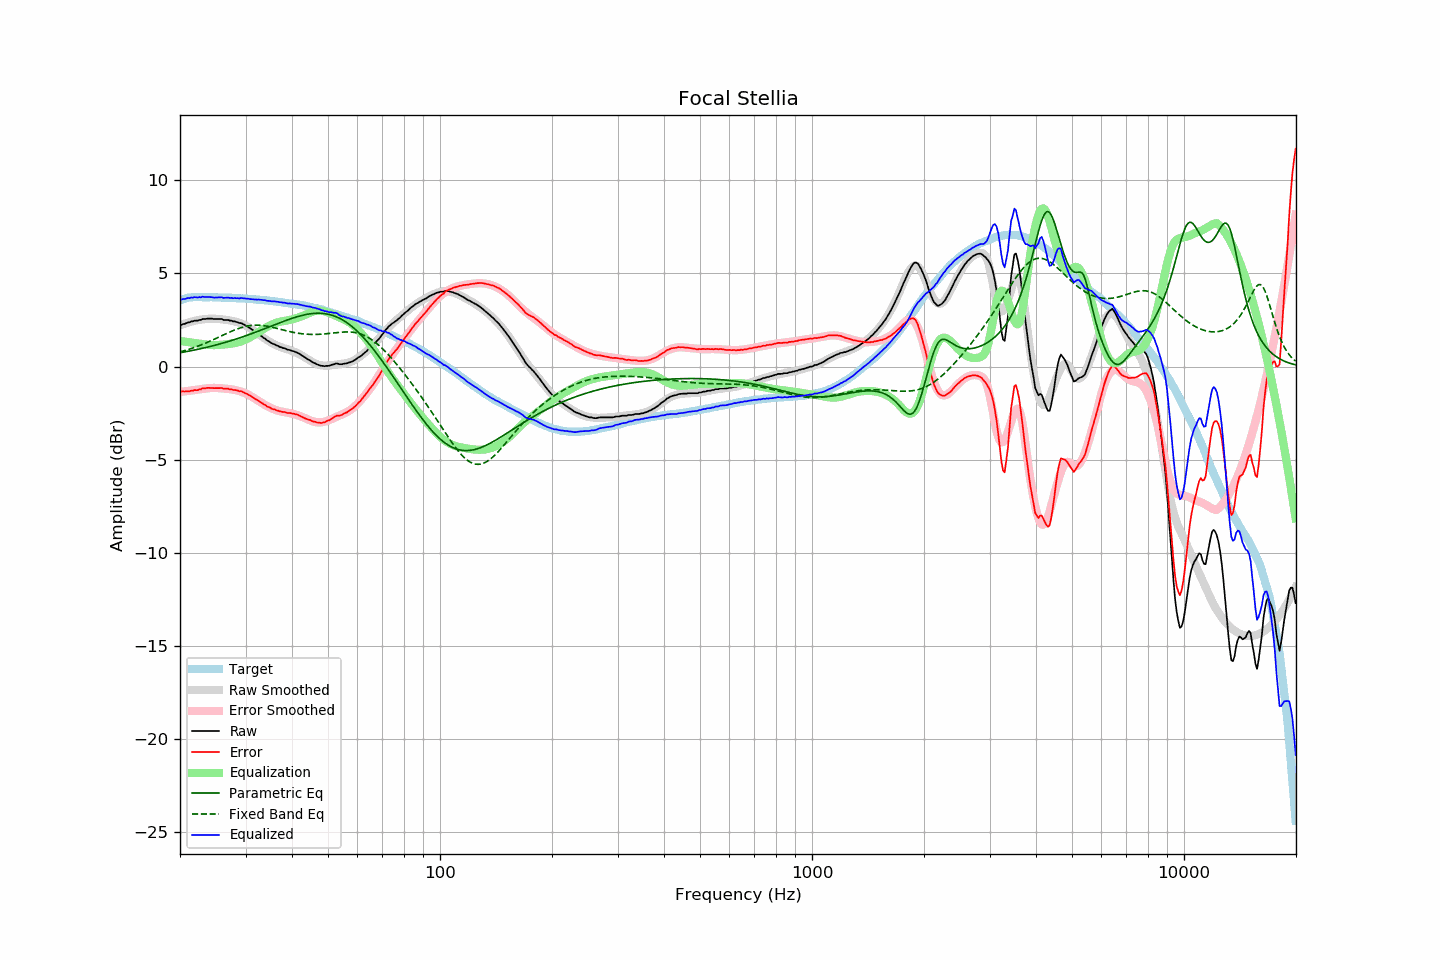 Focal Stellia
10
5
0
−5
−10
−15
−20
−25
Amplitude (dBr)
Target
Raw Smoothed
Error Smoothed
Raw
Error
Equalization
Parametric Eq
Fixed Band Eq
Equalized
100
1000
10000
Frequency (Hz)